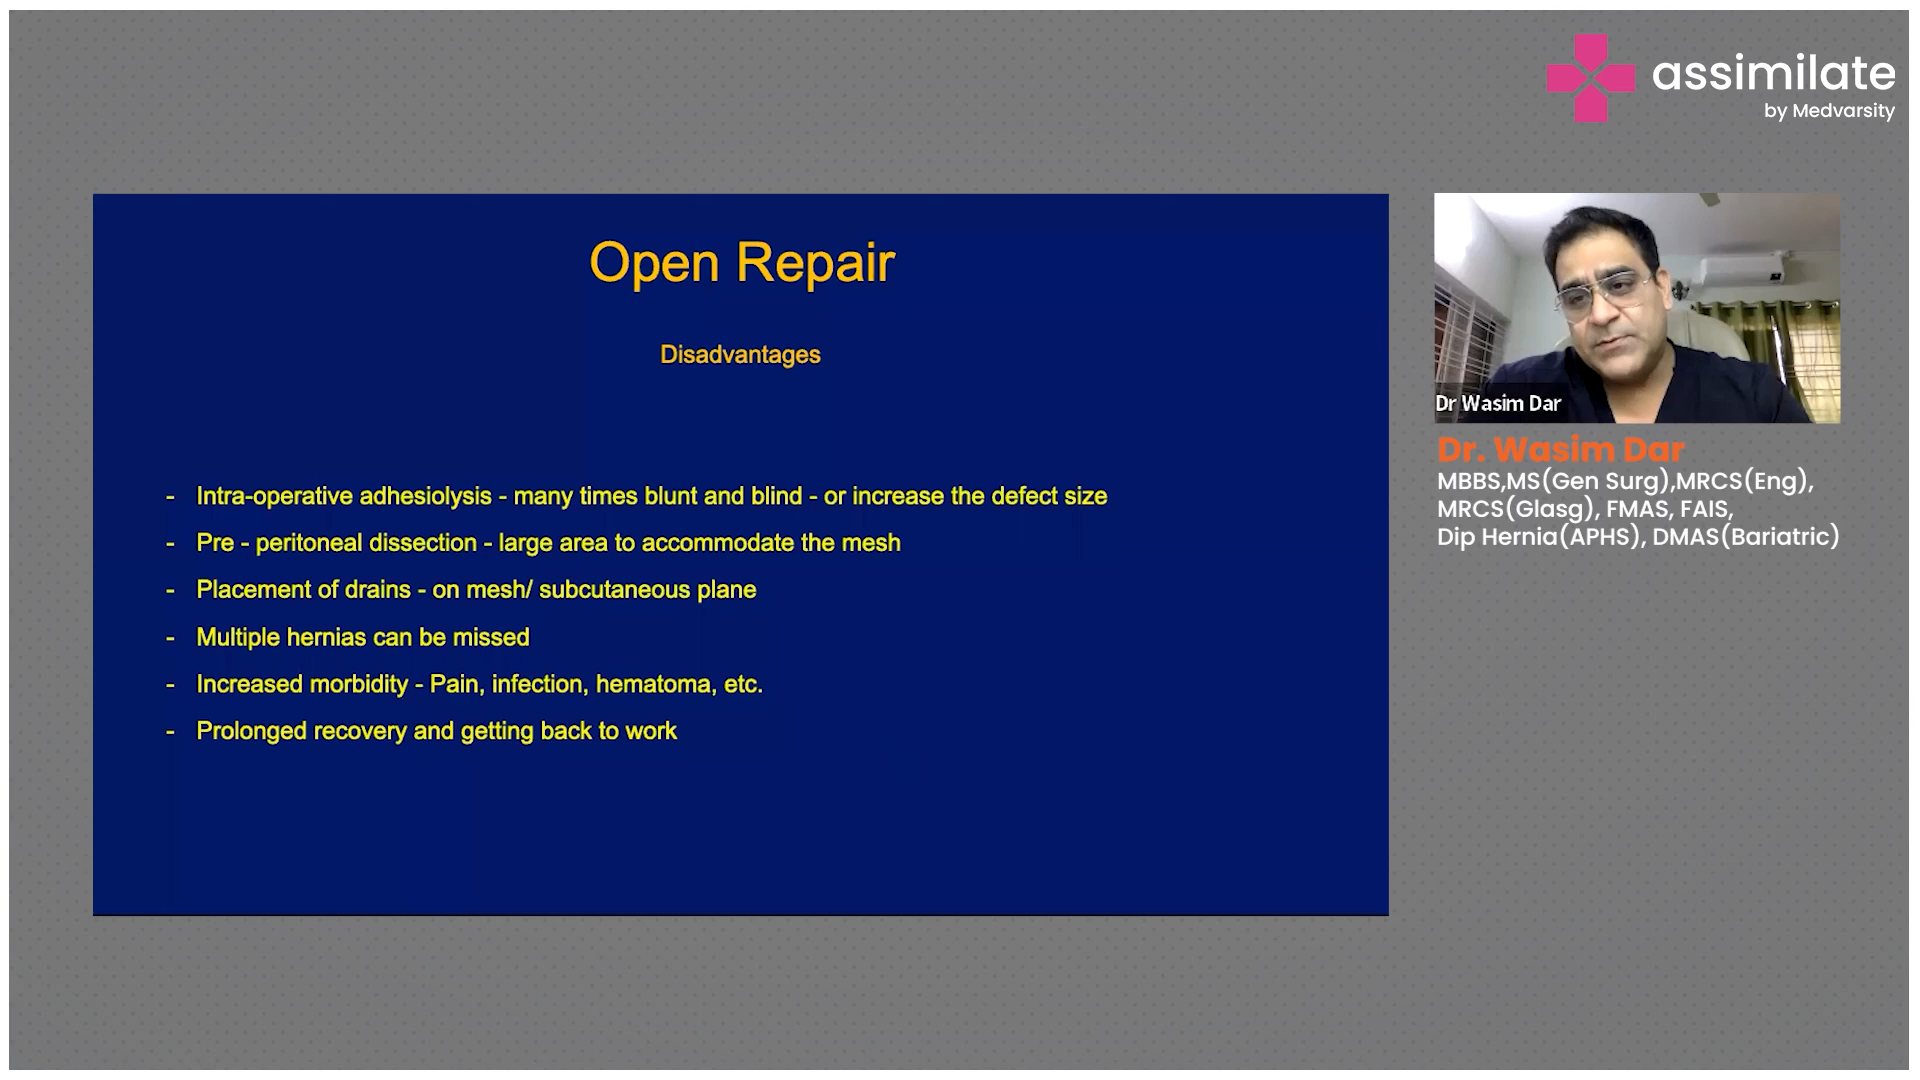 assimilate
by Medvarsity
Open Repair
Disadvantages
- Intra-operative adhesiolysis - many times blunt and blind - or increase the defect size
- Pre - peritoneal dissection - large area to accommodate the mesh
- Placement of drains - on mesh/ subcutaneous plane
- Multiple hernias can be missed
- Increased morbidity - Pain, infection, hematoma, etc.
- Prolonged recovery and getting back to work
Dr Wasim Dar
Dr. Wasim Dar
MBBS,MS(Gen Surg),MRCS(Eng),
MRCS(Glasg), FMAS, FAIS,
Dip Hernia(APHS), DMAS(Bariatric)